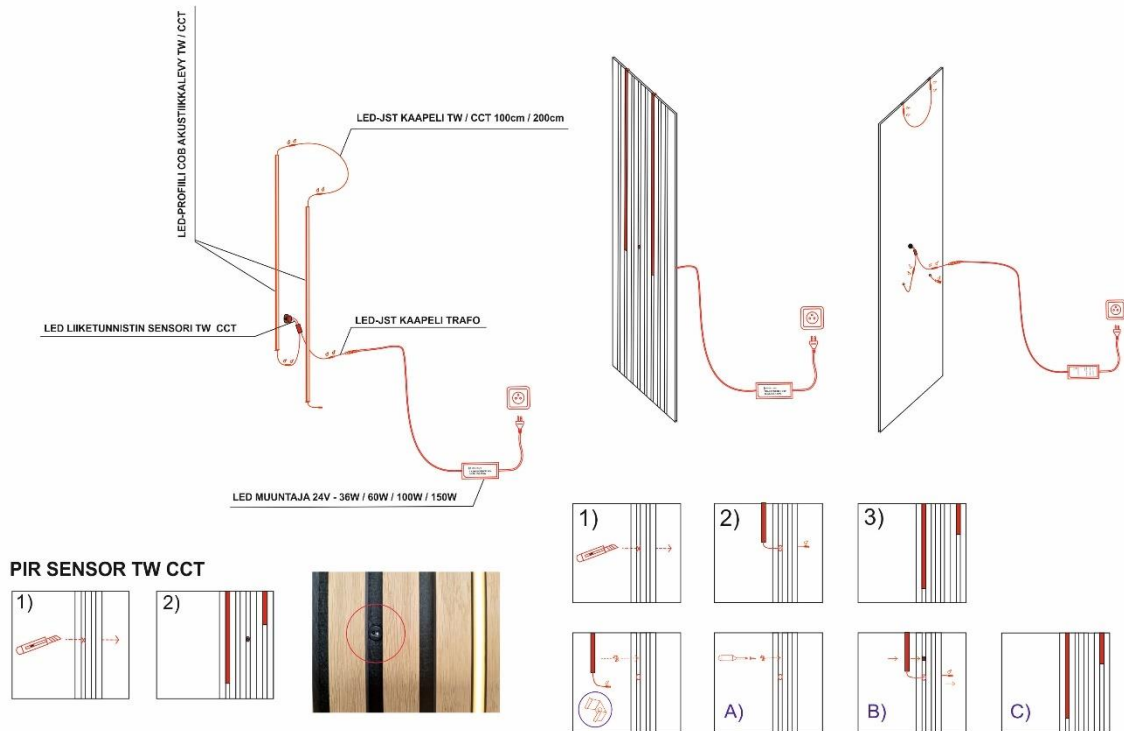 LED-PROFIILI COB AKUSTIIKKALEVY TW / CCT
LED-JST KAAPELI TW / CCT 100cm / 200cm
LED LIIKETUNNISTIN SENSORI TW CCT
LED-JST KAAPELI TRAFO
LED MUUNTAJA 24V - 36W / 60W / 100W / 150W
PIR SENSOR TW CCT
1)
2)
1)
2)
3)
A)
B)
C)